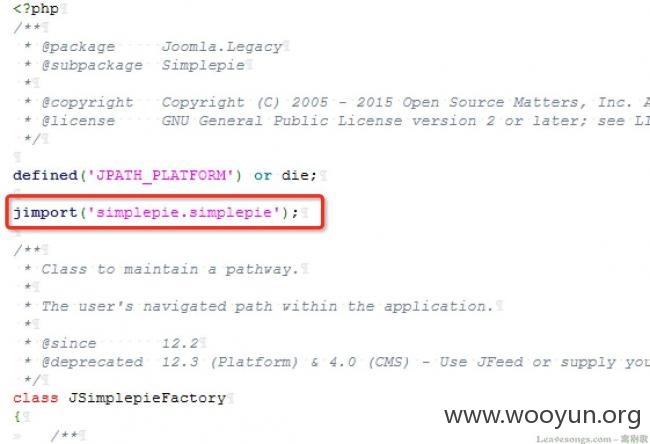 <?php
/**
* @package Joomla.Legacy
* @subpackage Simplepie
*
* @copyright Copyright (C) 2005 - 2015 Open Source Matters, Inc. A
* @license GNU General Public License version 2 or later; see LI
*/
defined('JPATH_PLATFORM') or die;
jimport('simplepie.simplepie');
/**
* Class to maintain a pathway.
*
* The user's navigated path within the application.
*
* @since 12.2
* @deprecated 12.3 (Platform) & 4.0 (CMS) - Use JFeed or supply you
*/
class JSimplepieFactory
{
/**
www.wooyun.org
Leavesongs.com - 离别歌